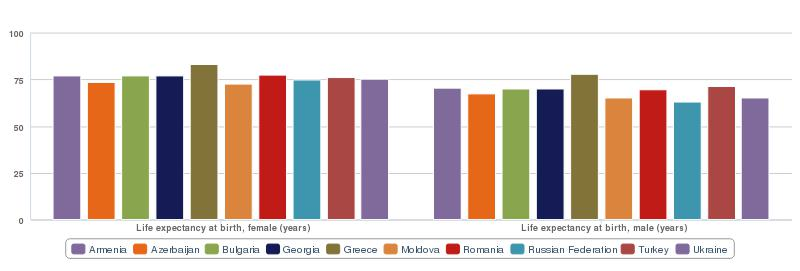 100
75
50
25
0
Life expectancy at birth, female (years) Life expectancy at birth, male (years)
Armenia Azerbaijan Bulgaria Georgia Greece Moldova Romania Russian Federation Turkey Ukraine